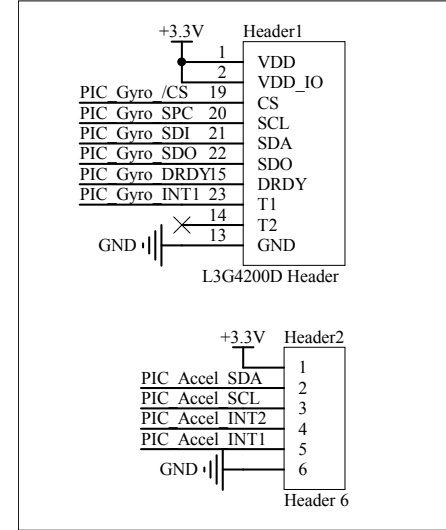 +3.3V Header1
1 VDD
2 VDD_IO
PIC_Gyro_/CS 19 CS
PIC_Gyro_SPC 20 SCL
PIC_Gyro_SDI 21 SDA
PIC_Gyro_SDO 22 SDO
PIC_Gyro_DRDY 15 DRDY
PIC_Gyro_INT1 23 T1
14 T2
GND 13 GND
L3G4200D Header
+3.3V Header2
1
PIC_Accel_SDA 2
PIC_Accel_SCL 3
PIC_Accel_INT2 4
PIC_Accel_INT1 5
GND 6
Header 6